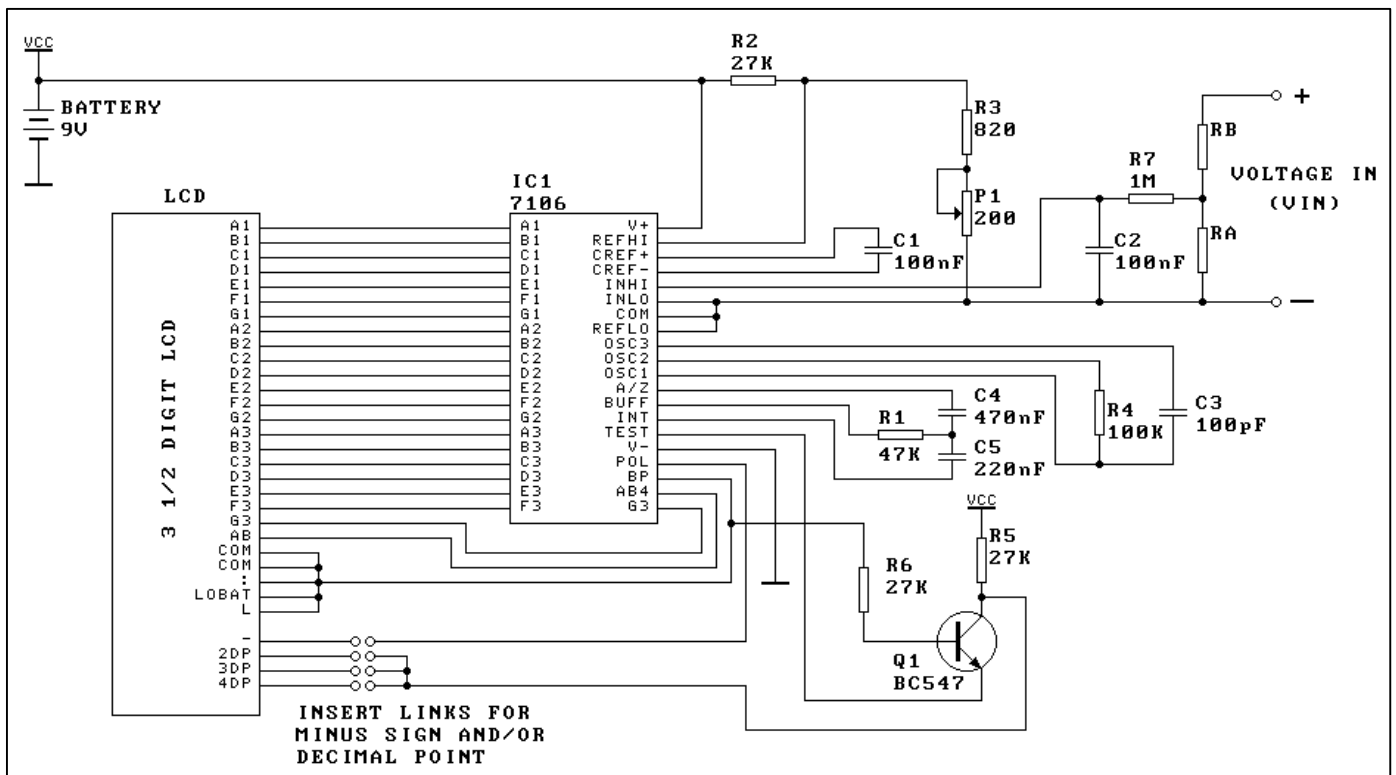 VCC
BATTERY
9V
R2
27K
R3
820
P1
200
RB
R7
1M
VOLTAGE IN
(VIN)
RA
C1
100nF
C2
100nF
LCD
3 1/2 DIGIT LCD
A1
B1
C1
D1
E1
F1
G1
A2
B2
C2
D2
E2
F2
G2
A3
B3
C3
D3
E3
F3
G3
AB
COM
COM
:
LOBAT
L
-
2DP
3DP
4DP
IC1
7106
A1
B1
C1
D1
E1
F1
G1
A2
B2
C2
D2
E2
F2
G2
A3
B3
C3
D3
E3
F3
V+
REFHI
CREF+
CREF-
INHI
INLO
COM
REFLO
OSC3
OSC2
OSC1
A/Z
BUFF
INT
TEST
V-
POL
BP
AB4
G3
+
—
C4
470nF
R1
47K
C5
220nF
R4
100K
C3
100pF
VCC
R5
27K
R6
27K
Q1
BC547
INSERT LINKS FOR
MINUS SIGN AND/OR
DECIMAL POINT